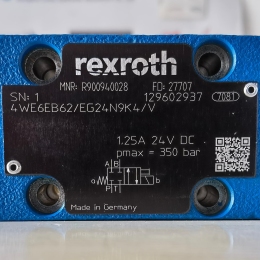 rexroth
MNR: R900940028 FD: 27707
SN: 1 129602937 7081
4WE6EB62/EG24N9K4/V
1.25A 24V DC
pmax = 350 bar
A B
a
P T
Made in Germany